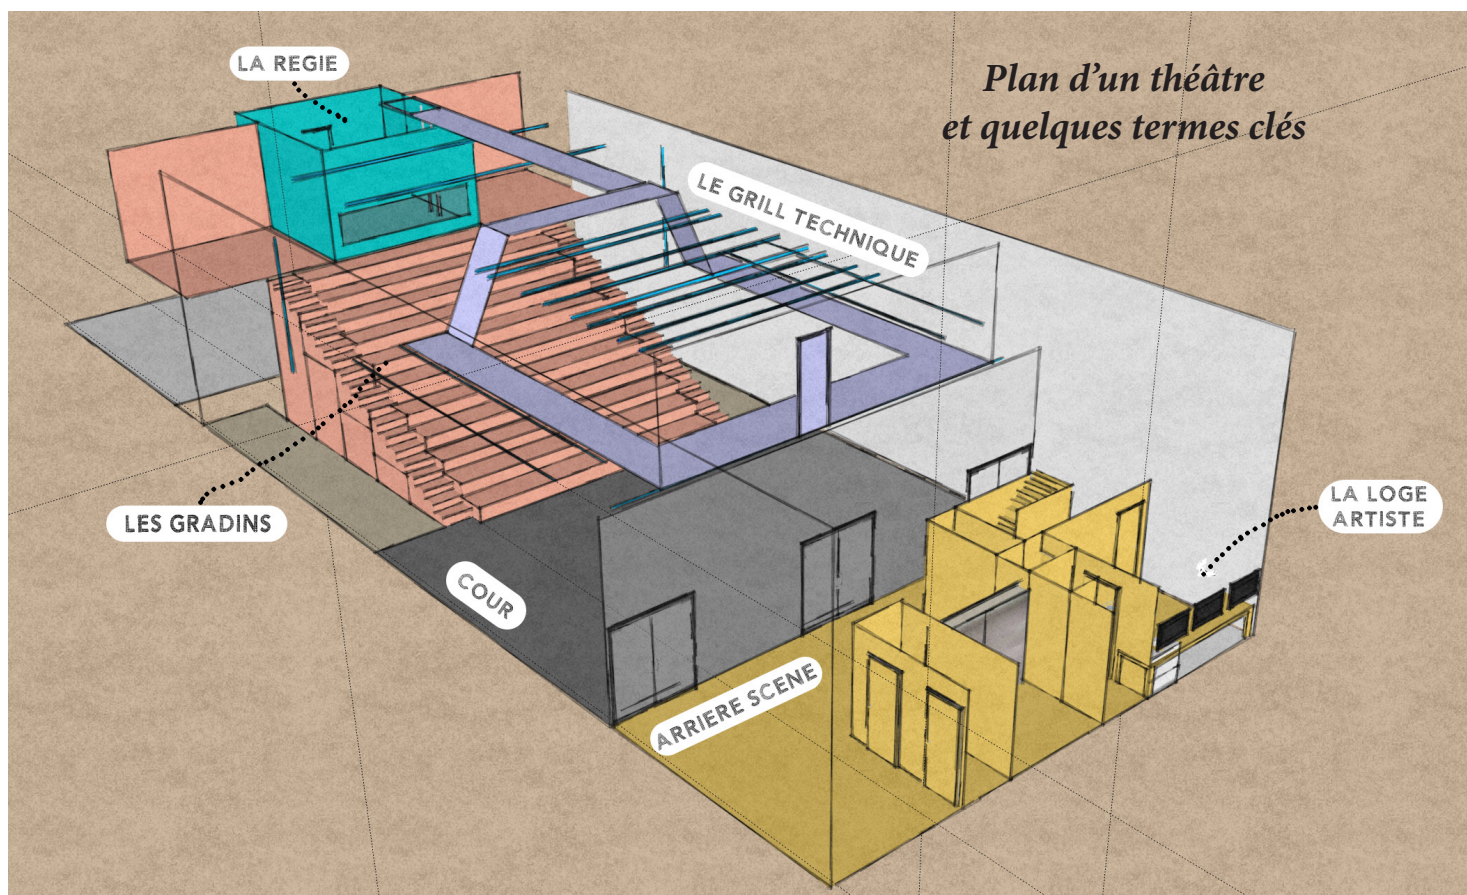 LA REGIE
Plan d’un théâtre
et quelques termes clés
LE GRILL TECHNIQUE
LES GRADINS
LA LOGE
ARTISTE
COUR
ARRIERE SCENE